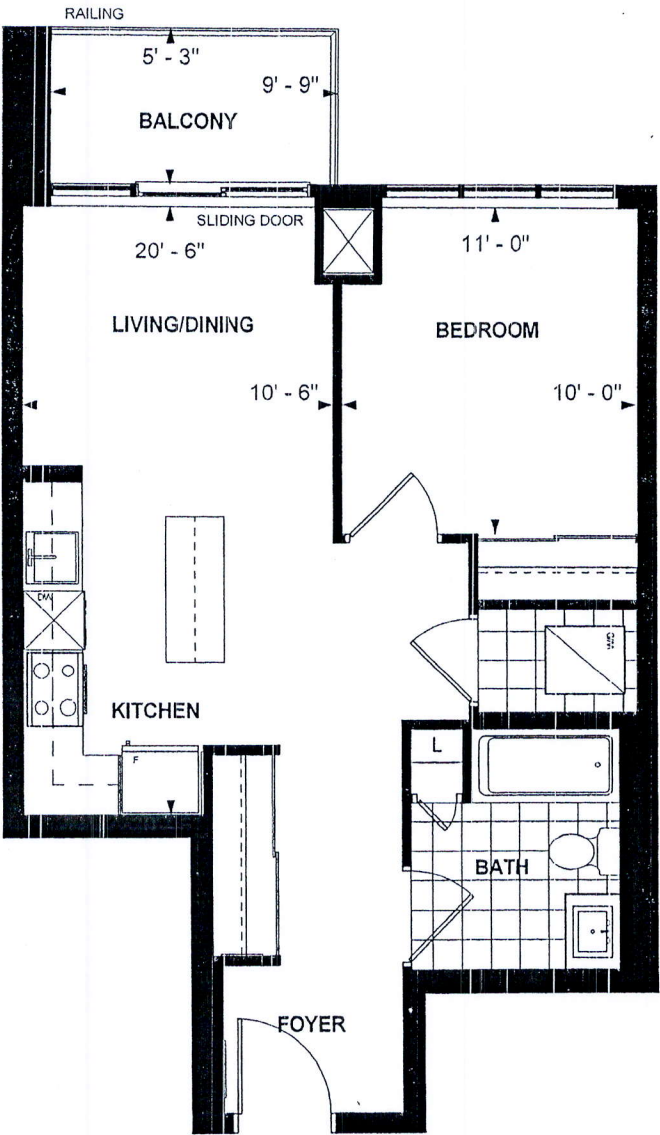 RAILING
5' - 3"
9' - 9"
BALCONY
SLIDING DOOR
20' - 6"
11' - 0"
LIVING/DINING
BEDROOM
10' - 6"
10' - 0"
DW
KITCHEN
R
F
L
BATH
FOYER